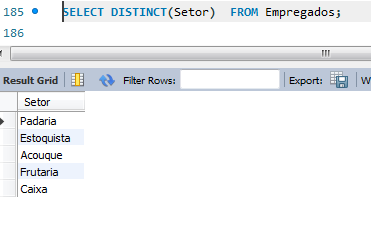 185 SELECT DISTINCT(Setor) FROM Empregados;
186
Result Grid Filter Rows: Export: W
Setor
Padaria
Estoquista
Acouque
Frutaria
Caixa